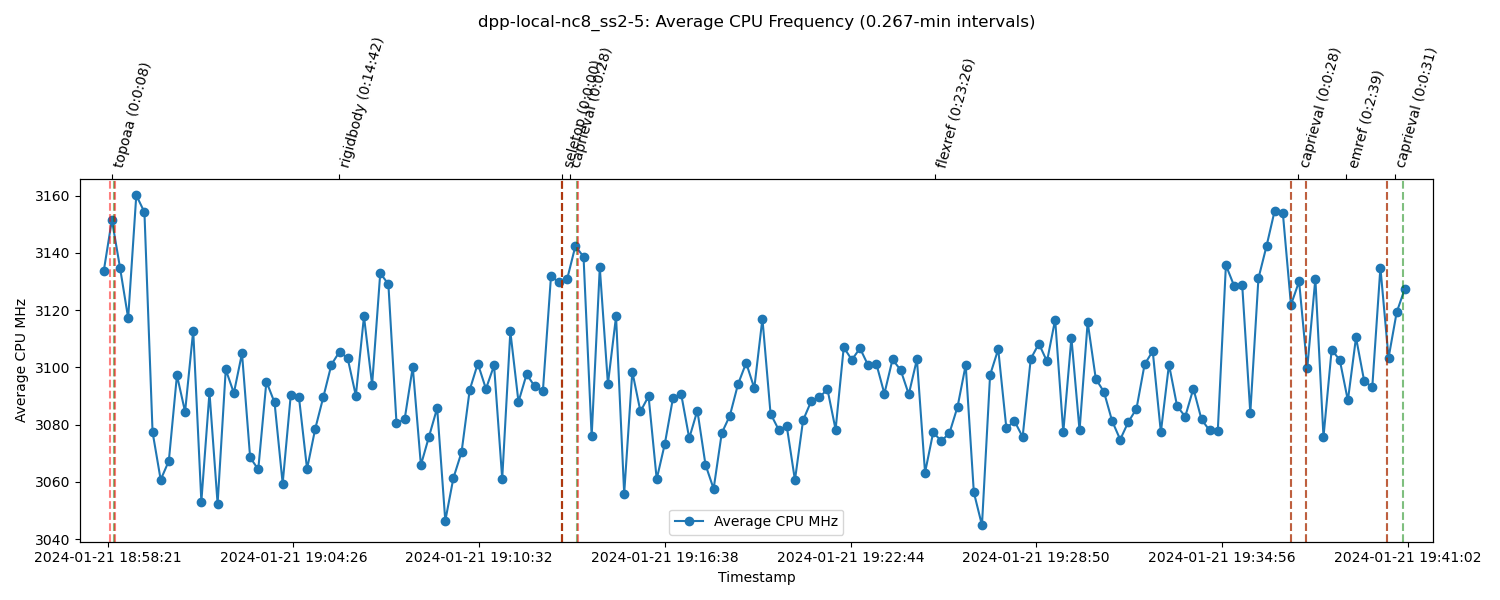 dpp-local-nc8_ss2-5: Average CPU Frequency (0.267-min intervals)
topoaa (0:0:08)
rigidbody (0:14:42)
seletop (0:0:00)
caprieval (0:0:28)
flexref (0:23:26)
caprieval (0:0:28)
emref (0:2:39)
caprieval (0:0:31)
Average CPU MHz
3160
3140
3120
3100
3080
3060
3040
Average CPU MHz
2024-01-21 18:58:21
2024-01-21 19:04:26
2024-01-21 19:10:32
2024-01-21 19:16:38
2024-01-21 19:22:44
2024-01-21 19:28:50
2024-01-21 19:34:56
2024-01-21 19:41:02
Timestamp